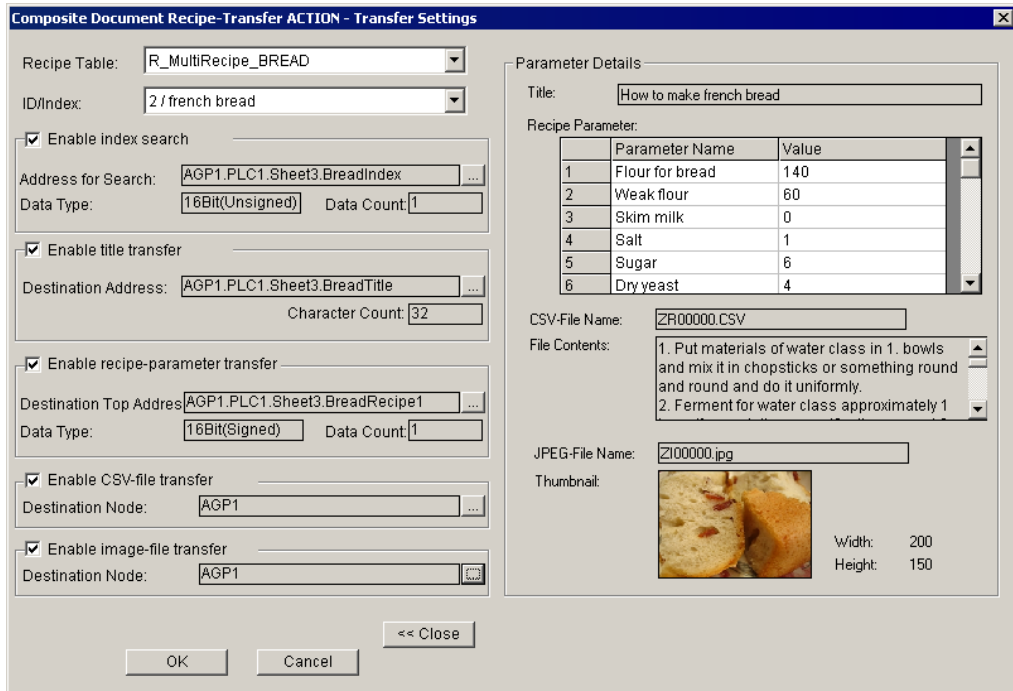 Composite Document Recipe-Transfer ACTION - Transfer Settings
Recipe Table: R_MultiRecipe_BREAD
ID/Index: 2 / french bread
Enable index search
Address for Search: AGP1.PLC1.Sheet3.BreadIndex ...
Data Type: 16Bit(Unsigned) Data Count: 1
Enable title transfer
Destination Address: AGP1.PLC1.Sheet3.BreadTitle ...
Character Count: 32
Enable recipe-parameter transfer
Destination Top Addres AGP1.PLC1.Sheet3.BreadRecipe1 ...
Data Type: 16Bit(Signed) Data Count: 1
Enable CSV-file transfer
Destination Node: AGP1 ...
Enable image-file transfer
Destination Node: AGP1 ...
<< Close
OK Cancel
Parameter Details
Title: How to make french bread
Recipe Parameter:
Parameter Name Value
1 Flour for bread 140
2 Weak flour 60
3 Skim milk 0
4 Salt 1
5 Sugar 6
6 Dry yeast 4
CSV-File Name: ZR00000.CSV
File Contents:
1. Put materials of water class in 1. bowls
and mix it in chopsticks or something round
and round and do it uniformly.
2. Ferment for water class approximately 1
JPEG-File Name: ZI00000.jpg
Thumbnail:
Width: 200
Height: 150